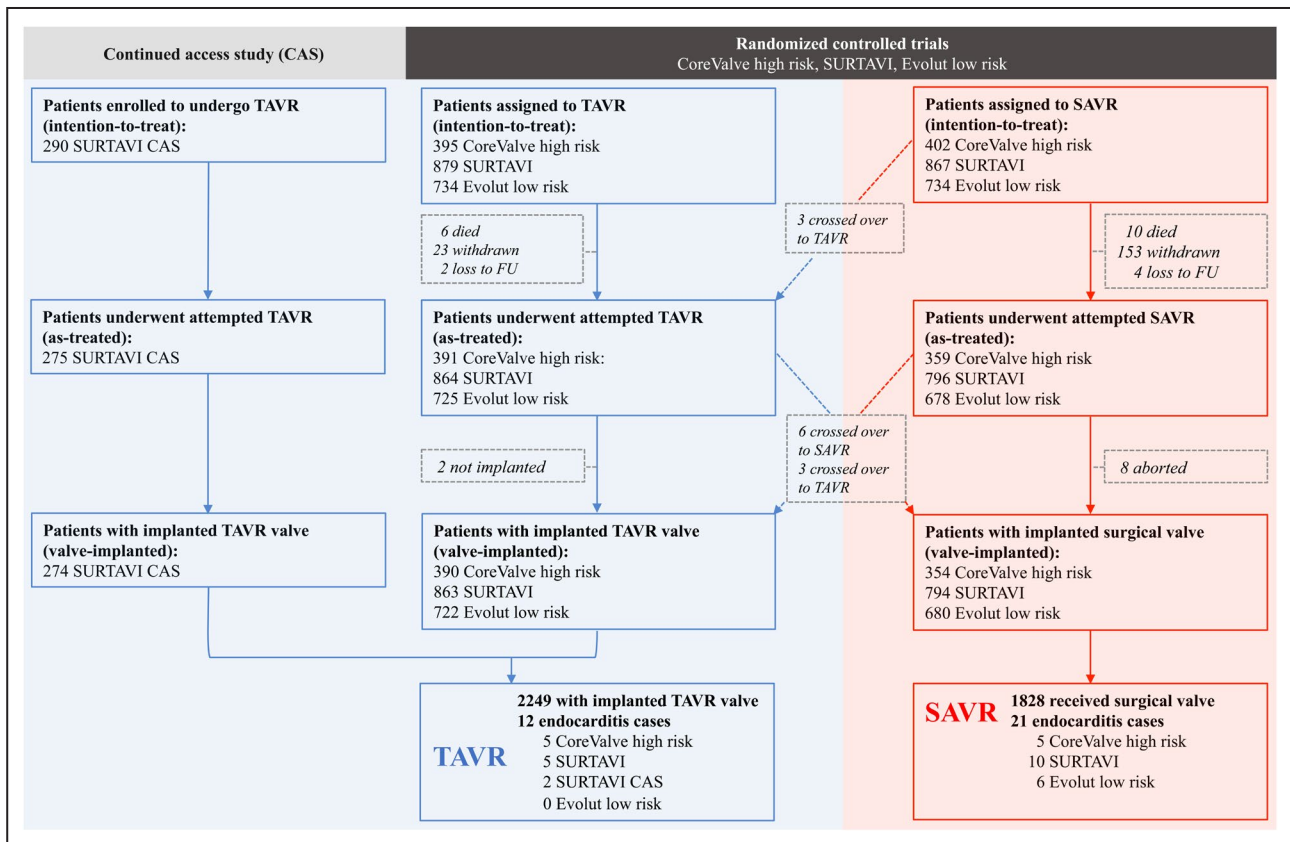 Continued access study (CAS)
Randomized controlled trials
CoreValve high risk, SURTAVI, Evolut low risk
Patients enrolled to undergo TAVR
(intention-to-treat):
290 SURTAVI CAS
Patients assigned to TAVR
(intention-to-treat):
395 CoreValve high risk
879 SURTAVI
734 Evolut low risk
Patients assigned to SAVR
(intention-to-treat):
402 CoreValve high risk
867 SURTAVI
734 Evolut low risk
6 died
23 withdrawn
2 loss to FU
3 crossed over
to TAVR
10 died
153 withdrawn
4 loss to FU
Patients underwent attempted TAVR
(as-treated):
275 SURTAVI CAS
Patients underwent attempted TAVR
(as-treated):
391 CoreValve high risk:
864 SURTAVI
725 Evolut low risk
Patients underwent attempted SAVR
(as-treated):
359 CoreValve high risk
796 SURTAVI
678 Evolut low risk
2 not implanted
6 crossed over
to SAVR
3 crossed over
to TAVR
8 aborted
Patients with implanted TAVR valve
(valve-implanted):
274 SURTAVI CAS
Patients with implanted TAVR valve
(valve-implanted):
390 CoreValve high risk
863 SURTAVI
722 Evolut low risk
Patients with implanted surgical valve
(valve-implanted):
354 CoreValve high risk
794 SURTAVI
680 Evolut low risk
TAVR
2249 with implanted TAVR valve
12 endocarditis cases
5 CoreValve high risk
5 SURTAVI
2 SURTAVI CAS
0 Evolut low risk
SAVR
1828 received surgical valve
21 endocarditis cases
5 CoreValve high risk
10 SURTAVI
6 Evolut low risk